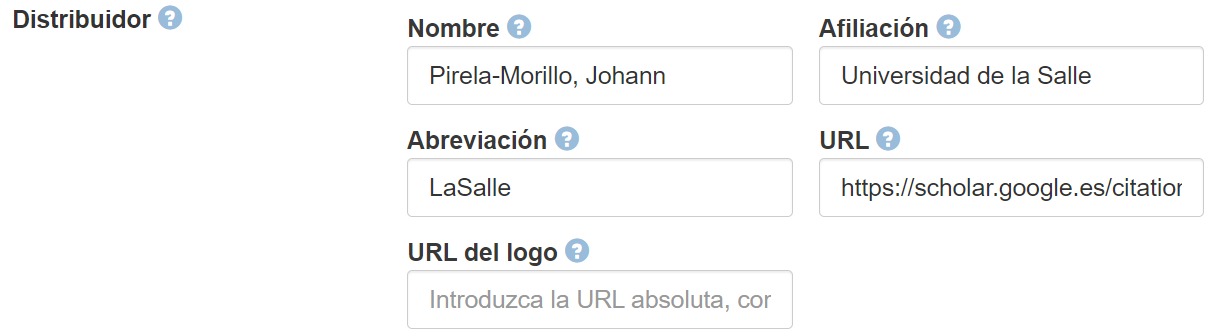 Distribuidor
Nombre
Afiliación
Pirela-Morillo, Johann
Universidad de la Salle
Abreviación
URL
LaSalle
https://scholar.google.es/citation
URL del logo
Introduzca la URL absoluta, cor